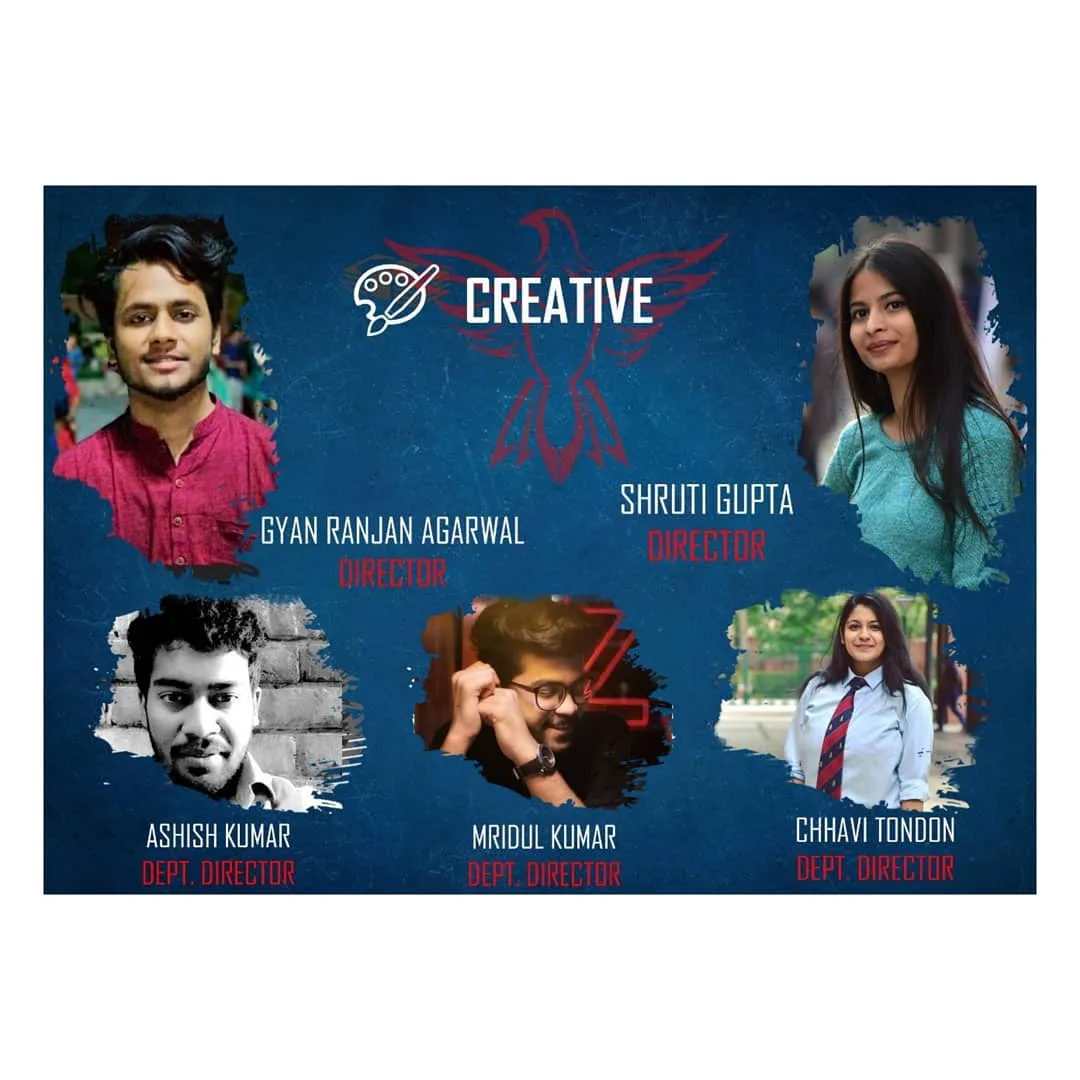 CREATIVE
SHRUTI GUPTA
DIRECTOR
GYAN RANJAN AGARWAL
DIRECTOR
ASHISH KUMAR
DEPT. DIRECTOR
MRIDUL KUMAR
DEPT. DIRECTOR
CHHAVI TONDON
DEPT. DIRECTOR